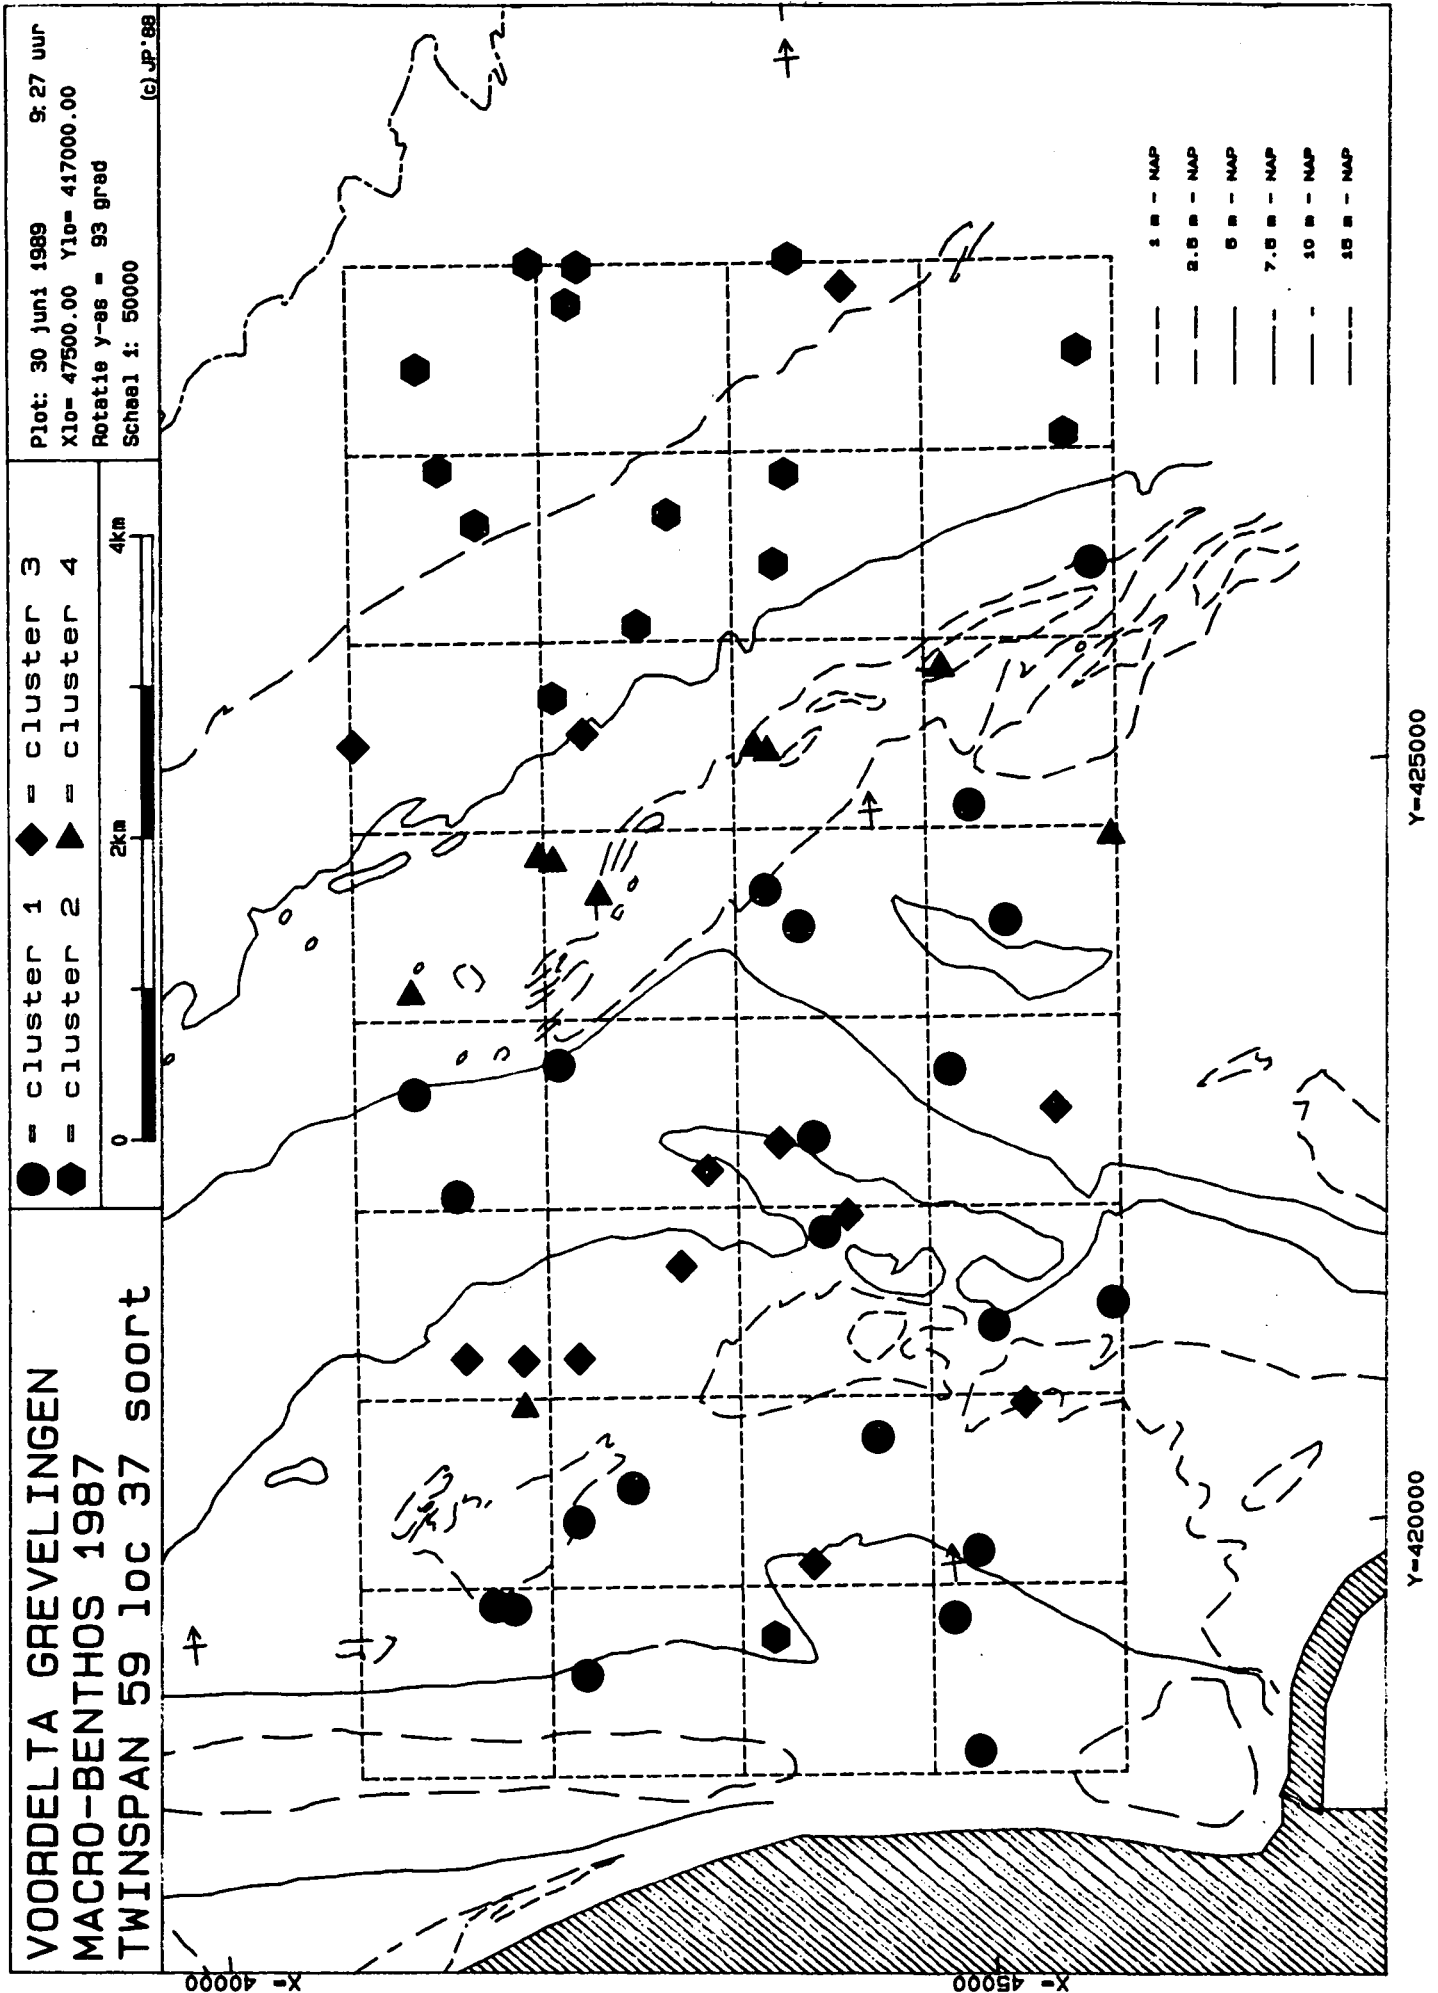 VOORDELTA GREVELINGEN
MACRO-BENTHOS 1987
TWINSPAN 59 loc 37 soort
= cluster 1
= cluster 3
= cluster 2
= cluster 4
0 2km 4km
Plot: 30 juni 1989 9:27 uur
Xlo= 47500.00 Ylo= 417000.00
Rotatie y-as = 93 grad
Schaal 1: 50000
(c) JP'88
1 m - NAP
2.5 m - NAP
5 m - NAP
7.5 m - NAP
10 m - NAP
15 m - NAP
X= 40000
X= 45000
Y=420000
Y=425000